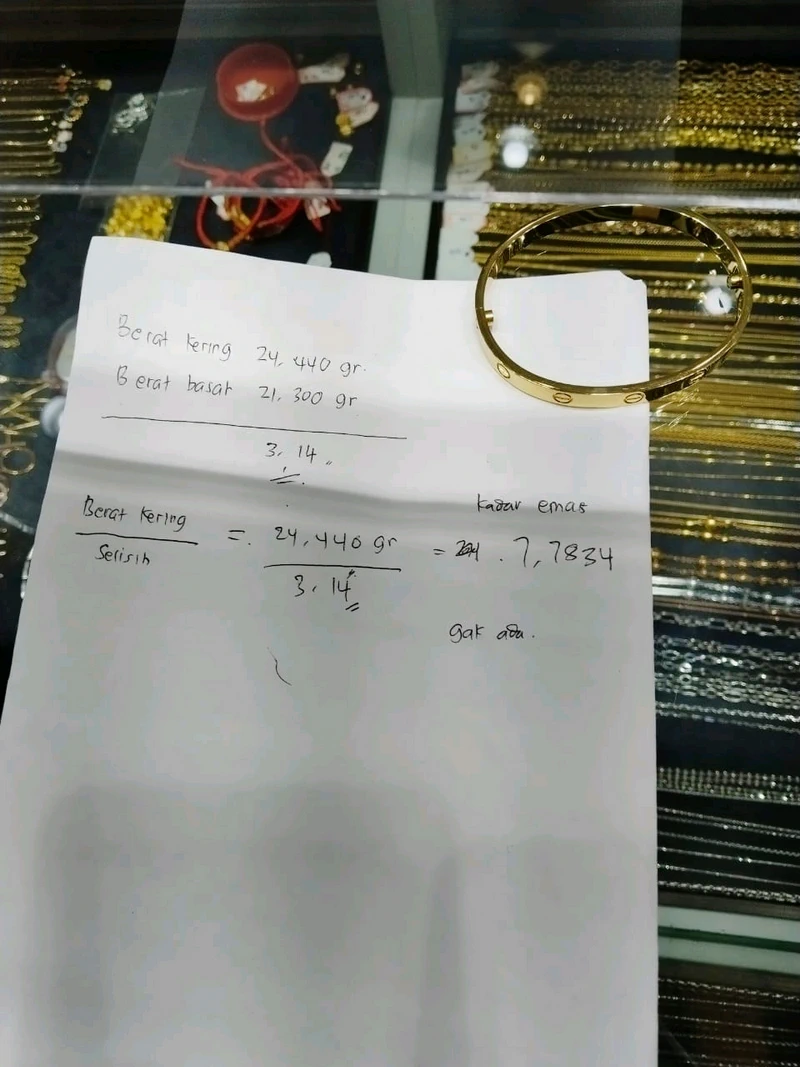 Berat kering 24,440 gr.
Berat basah 21,300 gr
3,14
Berat kering
Selisih
=
24,440 gr
3,14
=
Kadar emas
7,7834
gak ada.